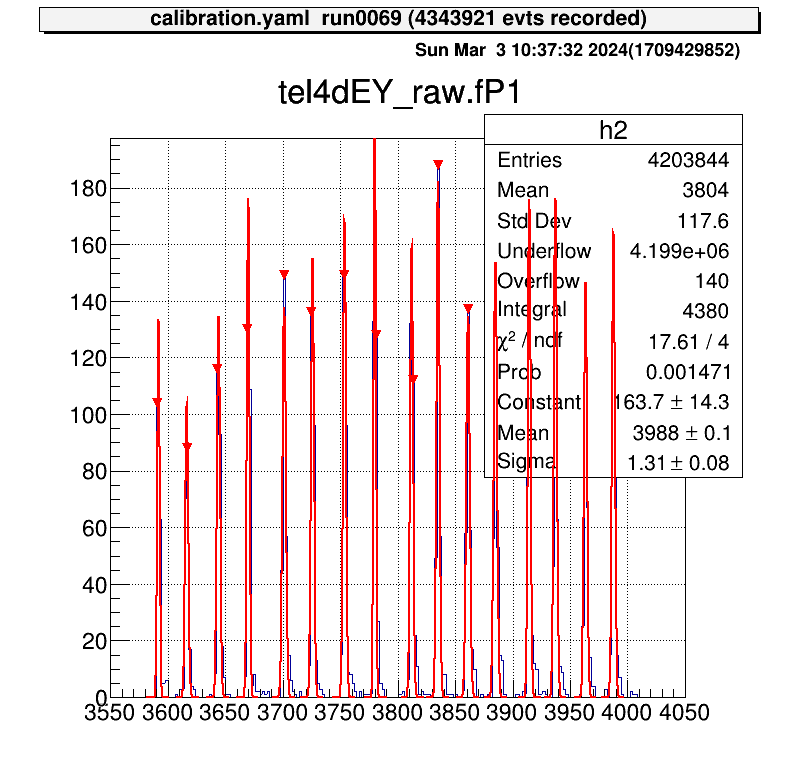 calibration.yaml run0069 (4343921 evts recorded)
Sun Mar 3 10:37:32 2024(1709429852)
tel4dEY_raw.fP1
h2
Entries 4203844
Mean 3804
Std Dev 117.6
Underflow 4.199e+06
Overflow 140
Integral 4380
χ² / ndf 17.61 / 4
Prob 0.001471
Constant 163.7 ± 14.3
Mean 3988 ± 0.1
Sigma 1.31 ± 0.08
180
160
140
120
100
80
60
40
20
0
3550 3600 3650 3700 3750 3800 3850 3900 3950 4000 4050